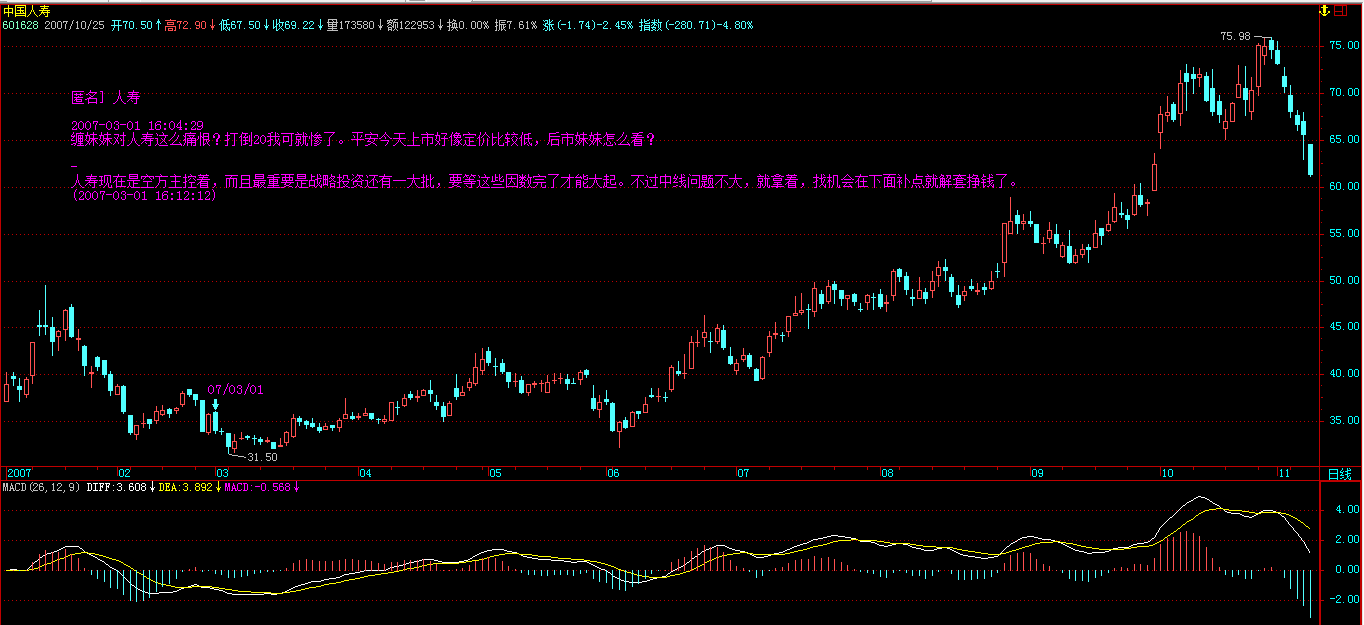 中国人寿
601628 2007/10/25 开70.50↑高72.90↓低67.50↓收69.22↓量173580↓额122953↓换0.00% 振7.61% 涨(-1.74)-2.45% 指数(-280.71)-4.80%
75.98
75.00
70.00
匿名] 人寿
2007-03-01 16:04:29
缠妹妹对人寿这么痛恨？打倒20我可就惨了。平安今天上市好像定价比较低，后市妹妹怎么看？
65.00
人寿现在是空方主控着，而且最重要是战略投资还有一大批，要等这些因数完了才能大起。不过中线问题不大，就拿着，找机会在下面补点就解套挣钱了。
60.00
(2007-03-01 16:12:12)
55.00
50.00
45.00
40.00
07/03/01
35.00
31.50
2007 02 03 04 05 06 07 08 09 10 11 日线
MACD(26,12,9) DIFF:3.608↓DEA:3.892↓MACD:-0.568↓
4.00
2.00
0.00
-2.00